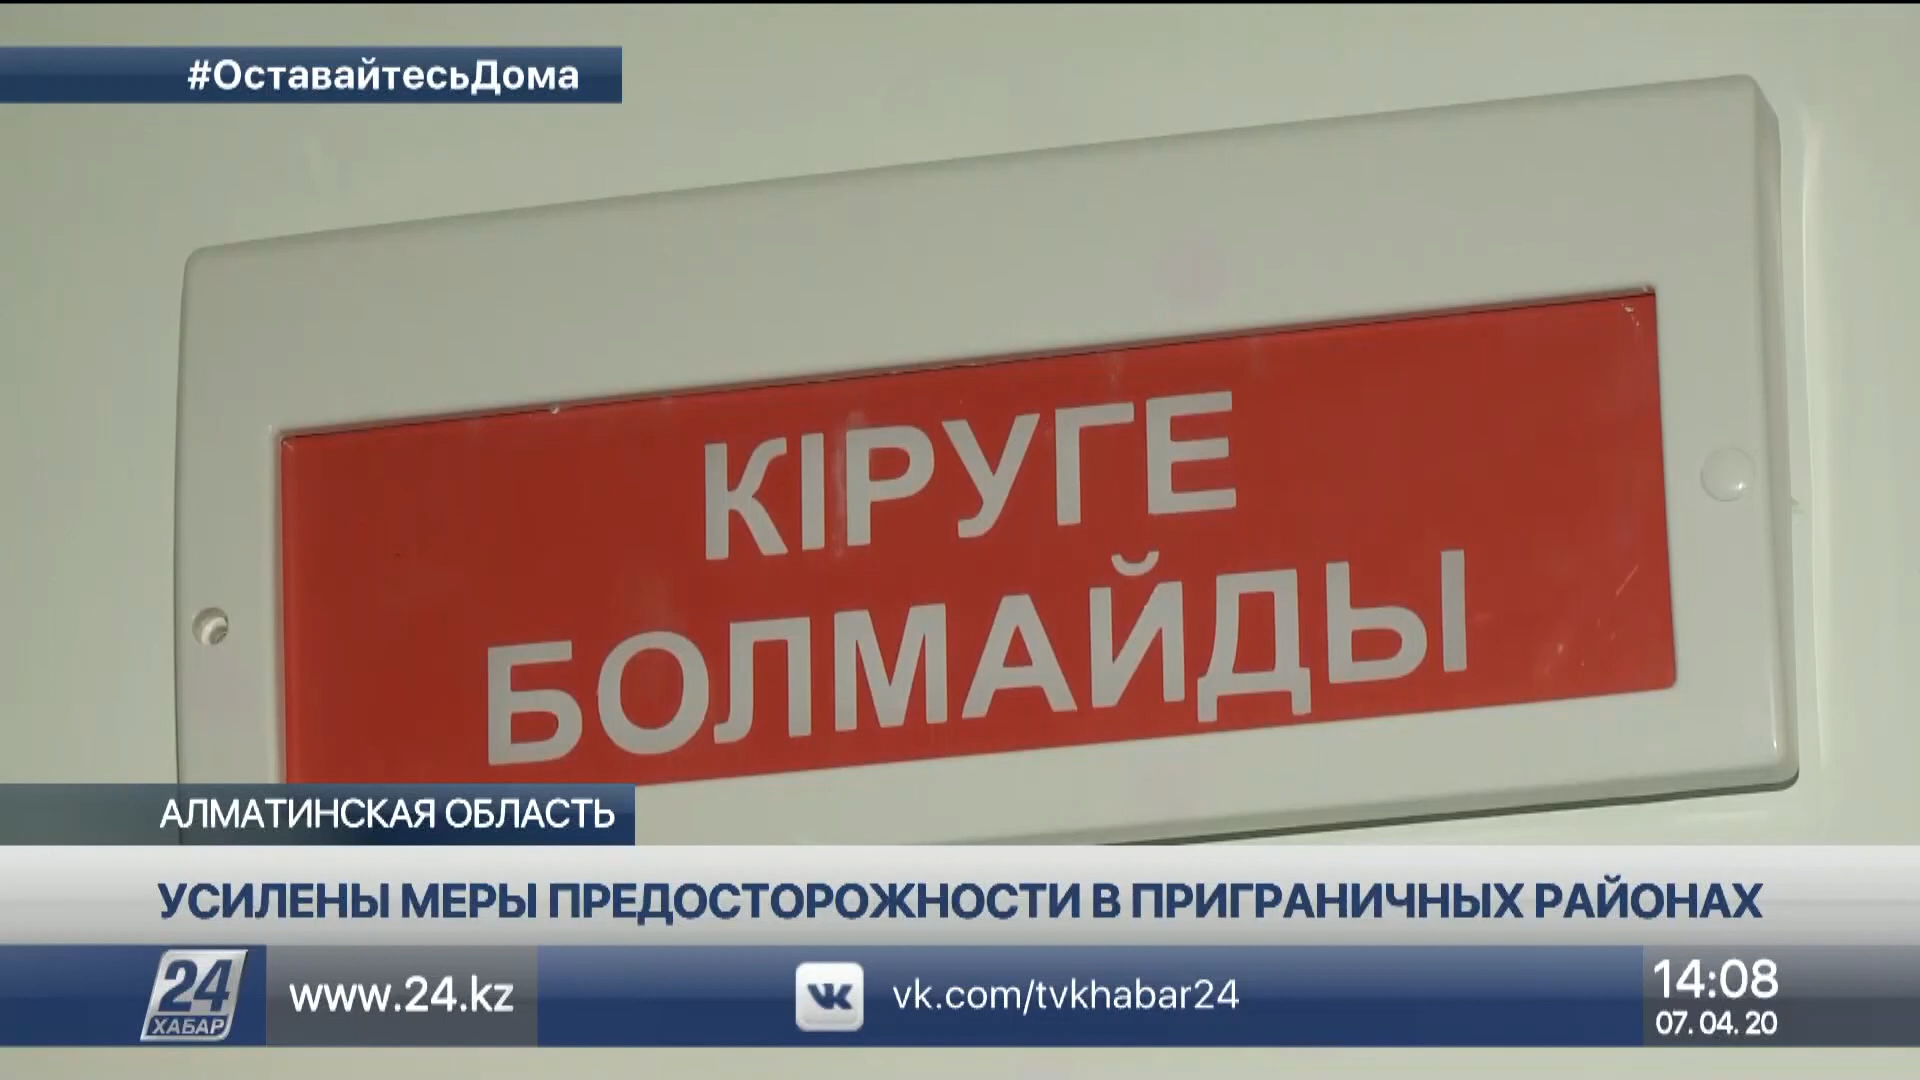 #ОставайтесьДома
КІРУГЕ
БОЛМАЙДЫ
АЛМАТИНСКАЯ ОБЛАСТЬ
УСИЛЕНЫ МЕРЫ ПРЕДОСТОРОЖНОСТИ В ПРИГРАНИЧНЫХ РАЙОНАХ
24
ХАБАР
www.24.kz
vk.com/tvkhabar24
14:08
07. 04. 20